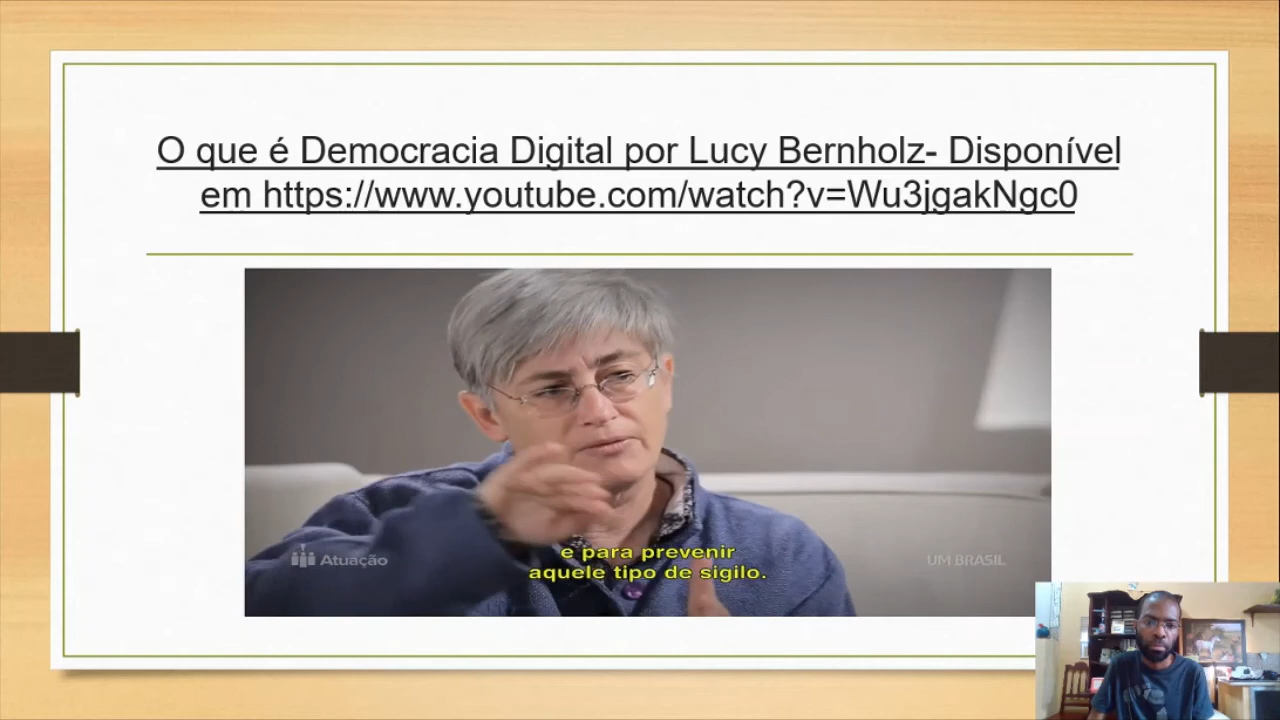 O que é Democracia Digital por Lucy Bernholz- Disponível
em https://www.youtube.com/watch?v=Wu3jgakNgc0
e para prevenir
aquele tipo de sigilo.
Atuação
UM BRASIL